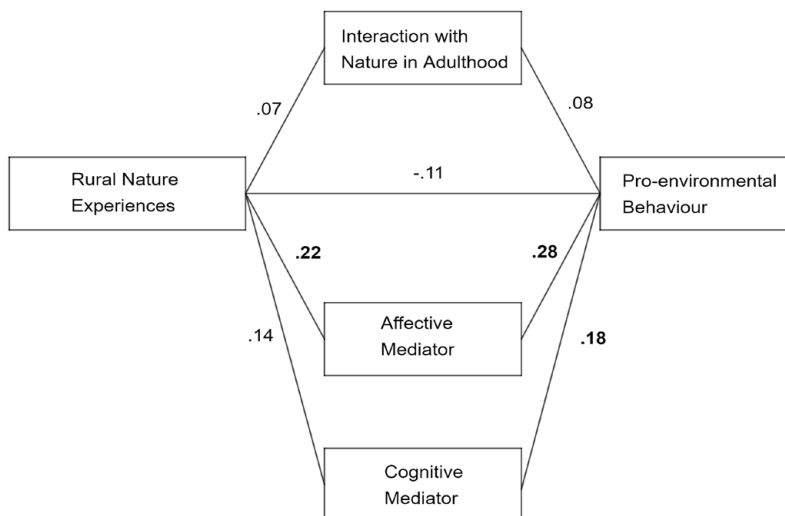 Interaction with
Nature in Adulthood
.07
.08
Rural Nature
Experiences
-.11
Pro-environmental
Behaviour
.22
.28
Affective
Mediator
.14
.18
Cognitive
Mediator